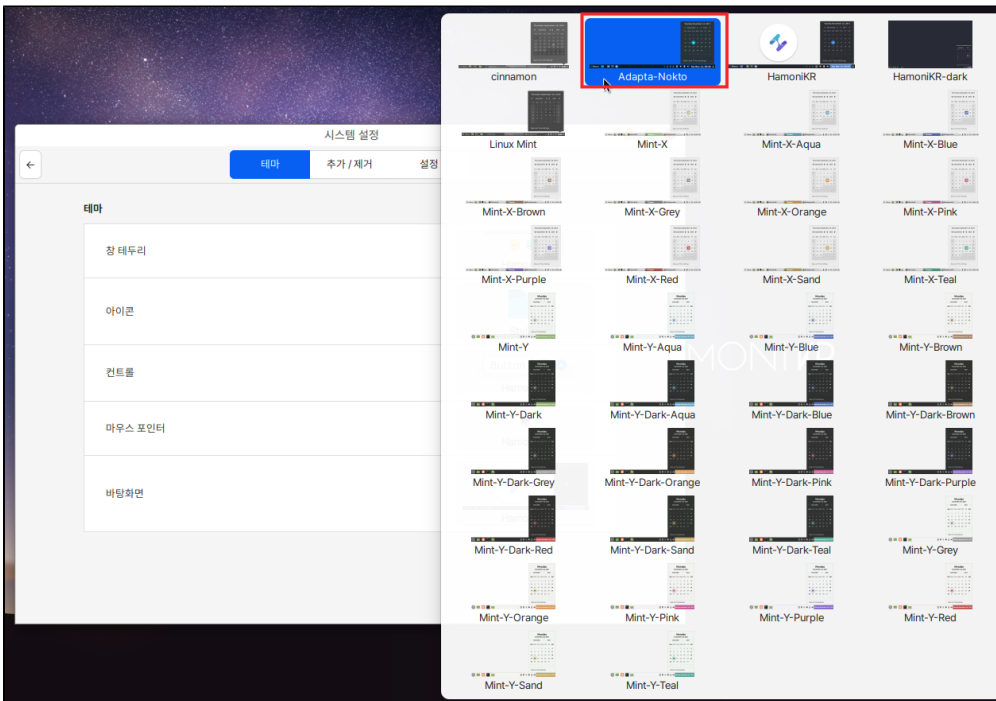 시스템 설정
테마
추가 / 제거
설정
테마
창 테두리
아이콘
컨트롤
마우스 포인터
바탕화면
cinnamon
Adapta-Nokto
HamoniKR
HamoniKR-dark
Linux Mint
Mint-X
Mint-X-Aqua
Mint-X-Blue
Mint-X-Brown
Mint-X-Grey
Mint-X-Orange
Mint-X-Pink
Mint-X-Purple
Mint-X-Red
Mint-X-Sand
Mint-X-Teal
Mint-Y
Mint-Y-Aqua
Mint-Y-Blue
Mint-Y-Brown
Mint-Y-Dark
Mint-Y-Dark-Aqua
Mint-Y-Dark-Blue
Mint-Y-Dark-Brown
Mint-Y-Dark-Grey
Mint-Y-Dark-Orange
Mint-Y-Dark-Pink
Mint-Y-Dark-Purple
Mint-Y-Dark-Red
Mint-Y-Dark-Sand
Mint-Y-Dark-Teal
Mint-Y-Grey
Mint-Y-Orange
Mint-Y-Pink
Mint-Y-Purple
Mint-Y-Red
Mint-Y-Sand
Mint-Y-Teal